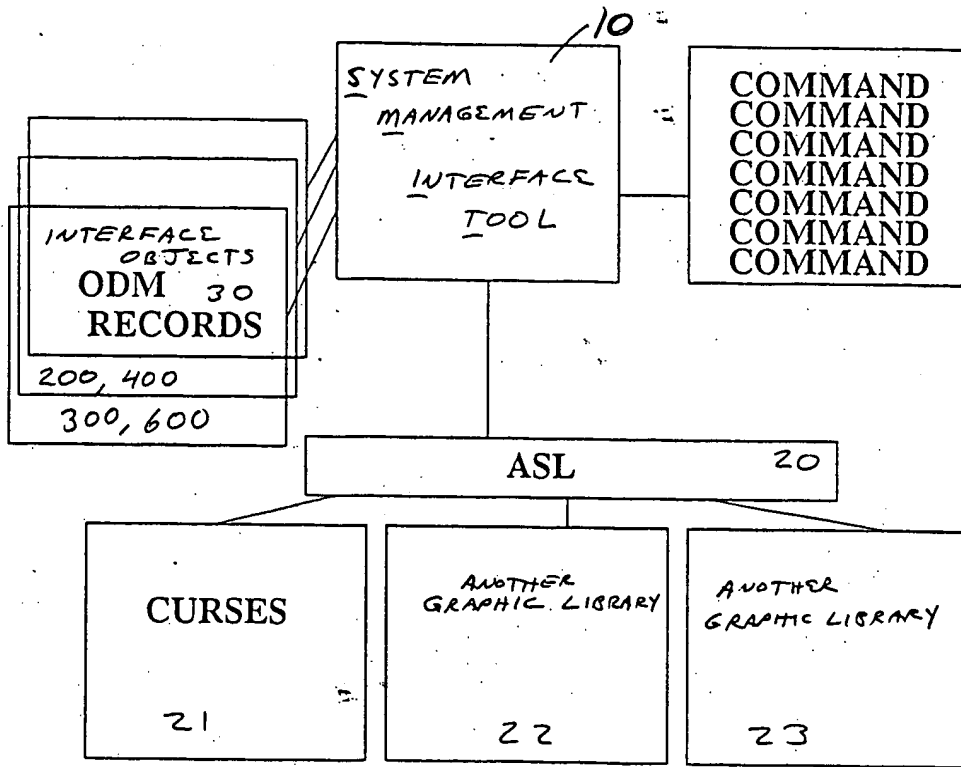 10
SYSTEM
MANAGEMENT
INTERFACE
TOOL
COMMAND
COMMAND
COMMAND
COMMAND
COMMAND
COMMAND
COMMAND
INTERFACE
OBJECTS
ODM 30
RECORDS
200, 400
300, 600
ASL 20
CURSES
21
ANOTHER
GRAPHIC LIBRARY
22
ANOTHER
GRAPHIC LIBRARY
23